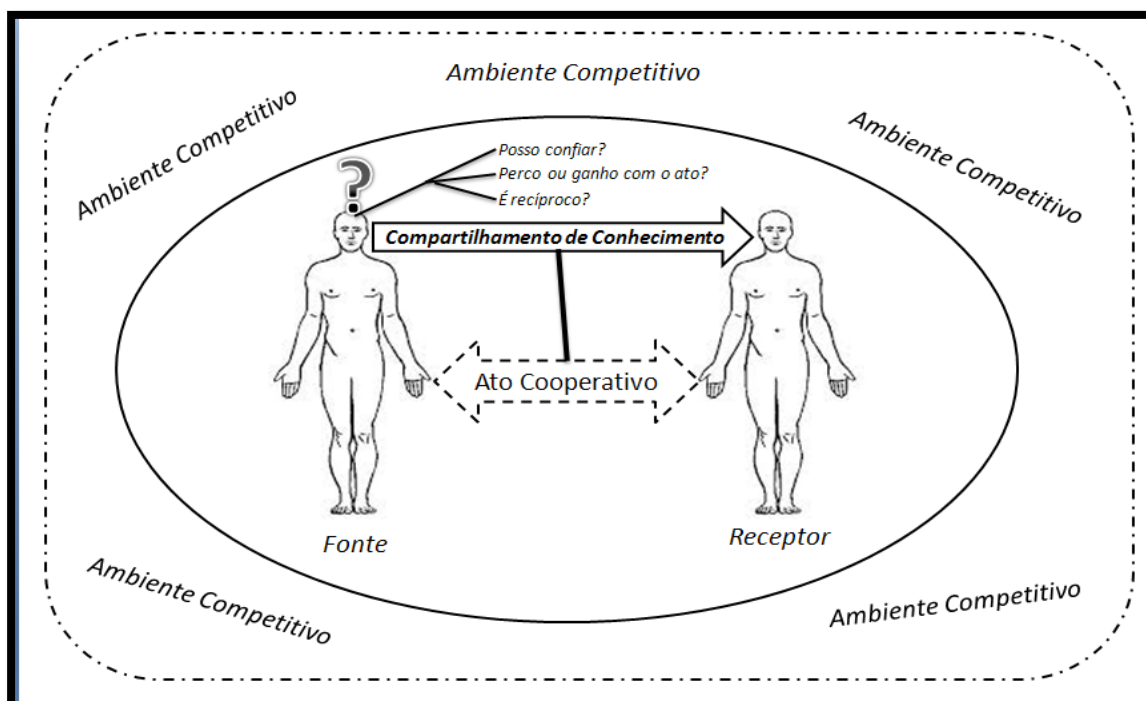 Ambiente Competitivo
Ambiente Competitivo
Ambiente Competitivo
Posso confiar?
Perco ou ganho com o ato?
É recíproco?
?
Compartilhamento de Conhecimento
Ato Cooperativo
Fonte
Receptor
Ambiente Competitivo
Ambiente Competitivo